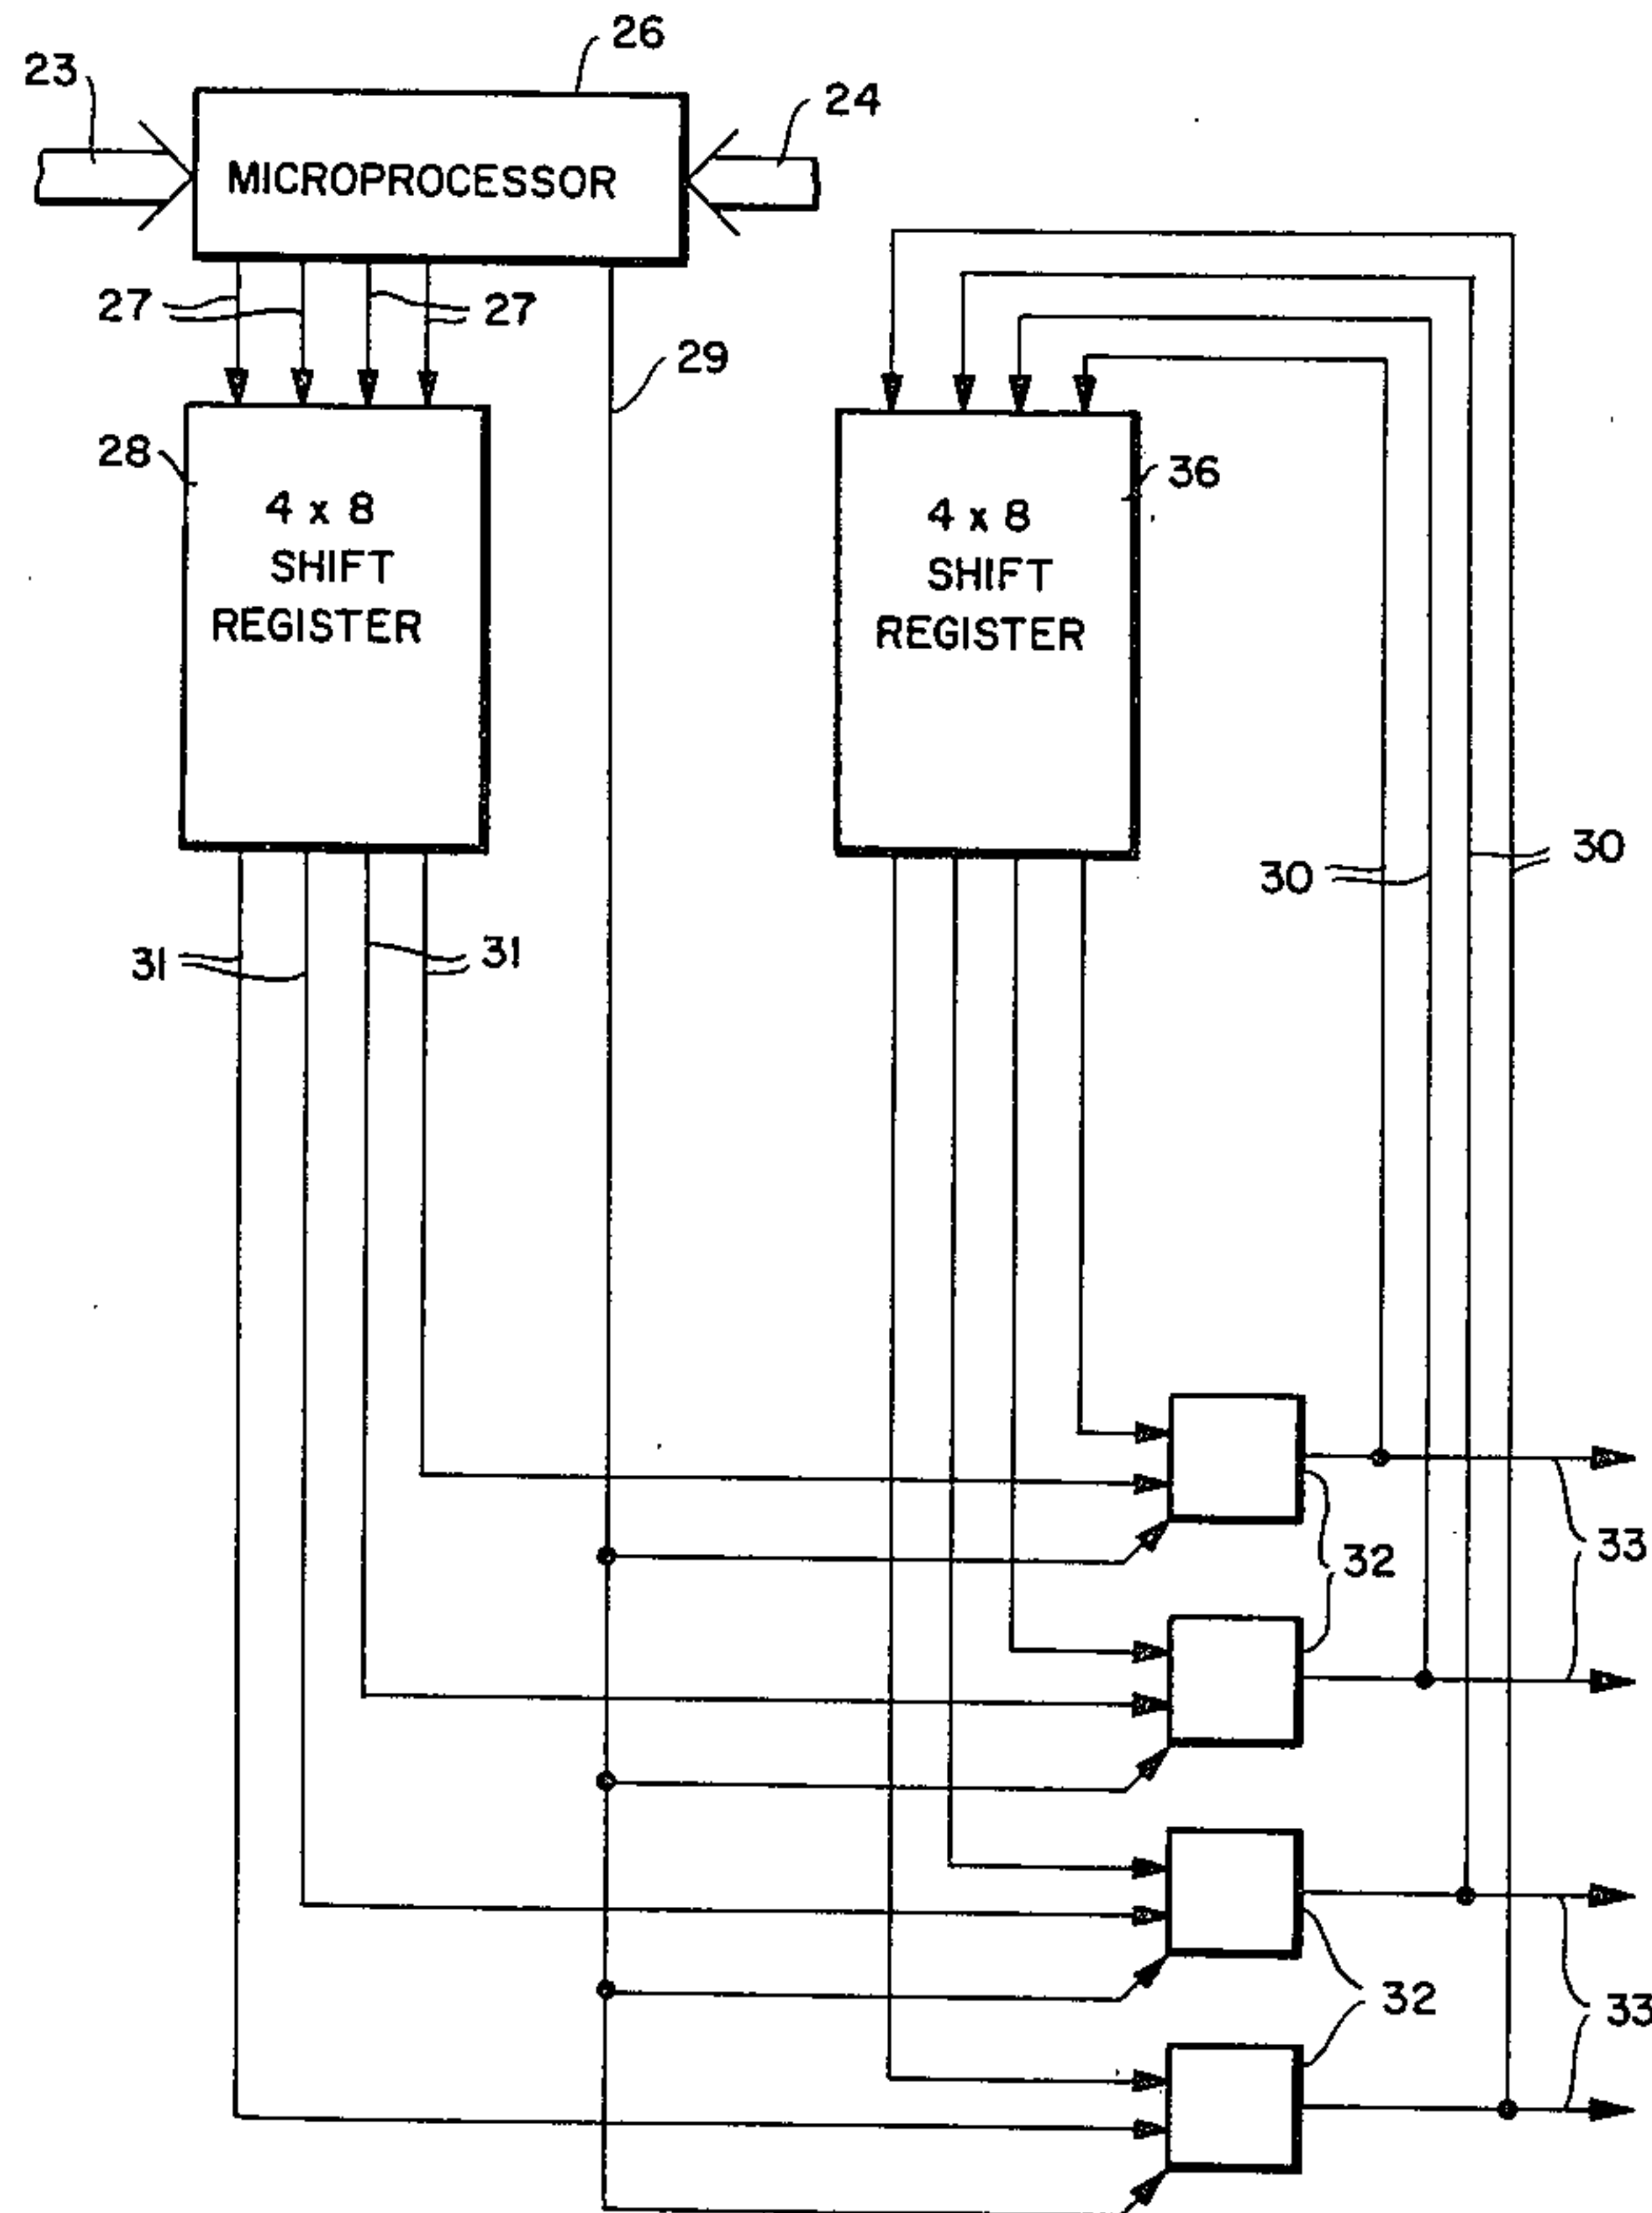 26
23
24
MICROPROCESSOR
27
27
29
28
4 x 8
SHIFT
REGISTER
36
4 x 8
SHIFT
REGISTER
30
30
31
31
33
32
32
33